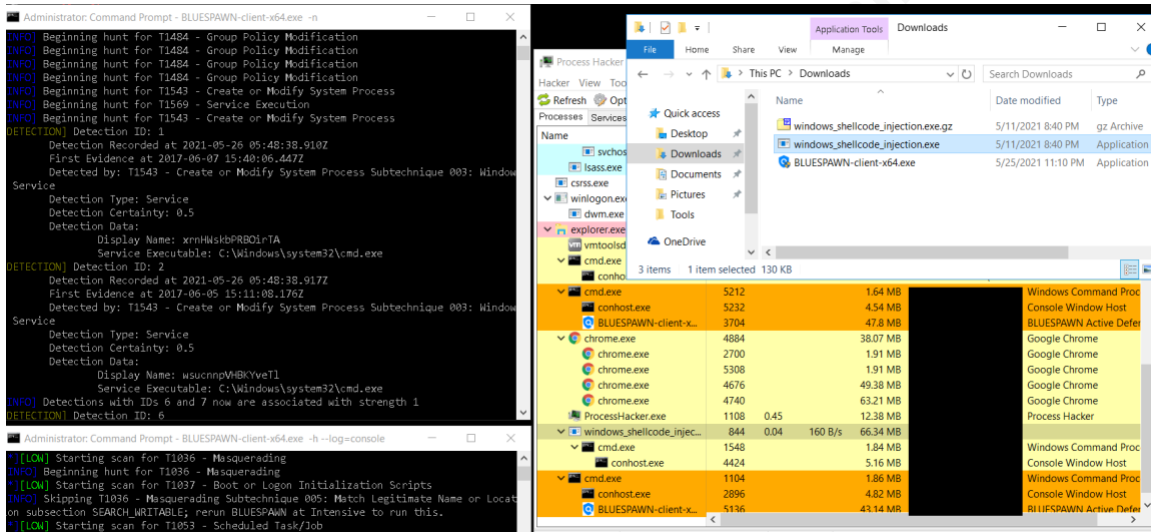 Administrator: Command Prompt - BLUESPAWN-client-x64.exe -n
[INFO] Beginning hunt for T1484 - Group Policy Modification
[INFO] Beginning hunt for T1484 - Group Policy Modification
[INFO] Beginning hunt for T1484 - Group Policy Modification
[INFO] Beginning hunt for T1484 - Group Policy Modification
[INFO] Beginning hunt for T1543 - Create or Modify System Process
[INFO] Beginning hunt for T1569 - Service Execution
[INFO] Beginning hunt for T1543 - Create or Modify System Process
DETECTION] Detection ID: 1
Detection Recorded at 2021-05-26 05:48:38.910Z
First Evidence at 2017-06-07 15:40:06.447Z
Detected by: T1543 - Create or Modify System Process Subtechnique 003: Window
Service
Detection Type: Service
Detection Certainty: 0.5
Detection Data:
Display Name: xrnHWskbPRBOirTA
Service Executable: C:\Windows\system32\cmd.exe
DETECTION] Detection ID: 2
Detection Recorded at 2021-05-26 05:48:38.917Z
First Evidence at 2017-06-05 15:11:08.176Z
Detected by: T1543 - Create or Modify System Process Subtechnique 003: Window
Service
Detection Type: Service
Detection Certainty: 0.5
Detection Data:
Display Name: wsucnnpVHBKYveTl
Service Executable: C:\Windows\system32\cmd.exe
[INFO] Detections with IDs 6 and 7 now are associated with strength 1
DETECTION] Detection ID: 6
Administrator: Command Prompt - BLUESPAWN-client-x64.exe -h --log=console
*][LOW] Starting scan for T1036 - Masquerading
[INFO] Beginning hunt for T1036 - Masquerading
*][LOW] Starting scan for T1037 - Boot or Logon Initialization Scripts
[INFO] Skipping T1036 - Masquerading Subtechnique 005: Match Legitimate Name or Locat
on subsection SEARCH_WRITABLE; rerun BLUESPAWN at Intensive to run this.
*][LOW] Starting scan for T1053 - Scheduled Task/Job
Application Tools Downloads
File Home Share View Manage
This PC > Downloads
Search Downloads
Quick access
Desktop
Downloads
Documents
Pictures
Tools
OneDrive
Name Date modified Type
windows_shellcode_injection.exe.gz 5/11/2021 8:40 PM gz Archive
windows_shellcode_injection.exe 5/11/2021 8:40 PM Application
BLUESPAWN-client-x64.exe 5/25/2021 11:10 PM Application
3 items 1 item selected 130 KB
Process Hacker
Hacker View Too
Refresh Opt
Processes Services
Name
svchos
lsass.exe
csrss.exe
winlogon.ex
dwm.exe
explorer.exe
vmtoolsd
cmd.exe
conho
cmd.exe 5212 1.64 MB Windows Command Proc
conhost.exe 5232 4.54 MB Console Window Host
BLUESPAWN-client-x... 3704 47.8 MB BLUESPAWN Active Defer
chrome.exe 4884 38.07 MB Google Chrome
chrome.exe 2700 1.91 MB Google Chrome
chrome.exe 5308 1.91 MB Google Chrome
chrome.exe 4676 49.38 MB Google Chrome
chrome.exe 4740 63.21 MB Google Chrome
ProcessHacker.exe 1108 0.45 12.38 MB Process Hacker
windows_shellcode_injec... 844 0.04 160 B/s 66.34 MB
cmd.exe 1548 1.84 MB Windows Command Proc
conhost.exe 4424 5.16 MB Console Window Host
cmd.exe 1104 1.86 MB Windows Command Proc
conhost.exe 2896 4.82 MB Console Window Host
BLUESPAWN-client-x... 5136 43.14 MB BLUESPAWN Active Defer